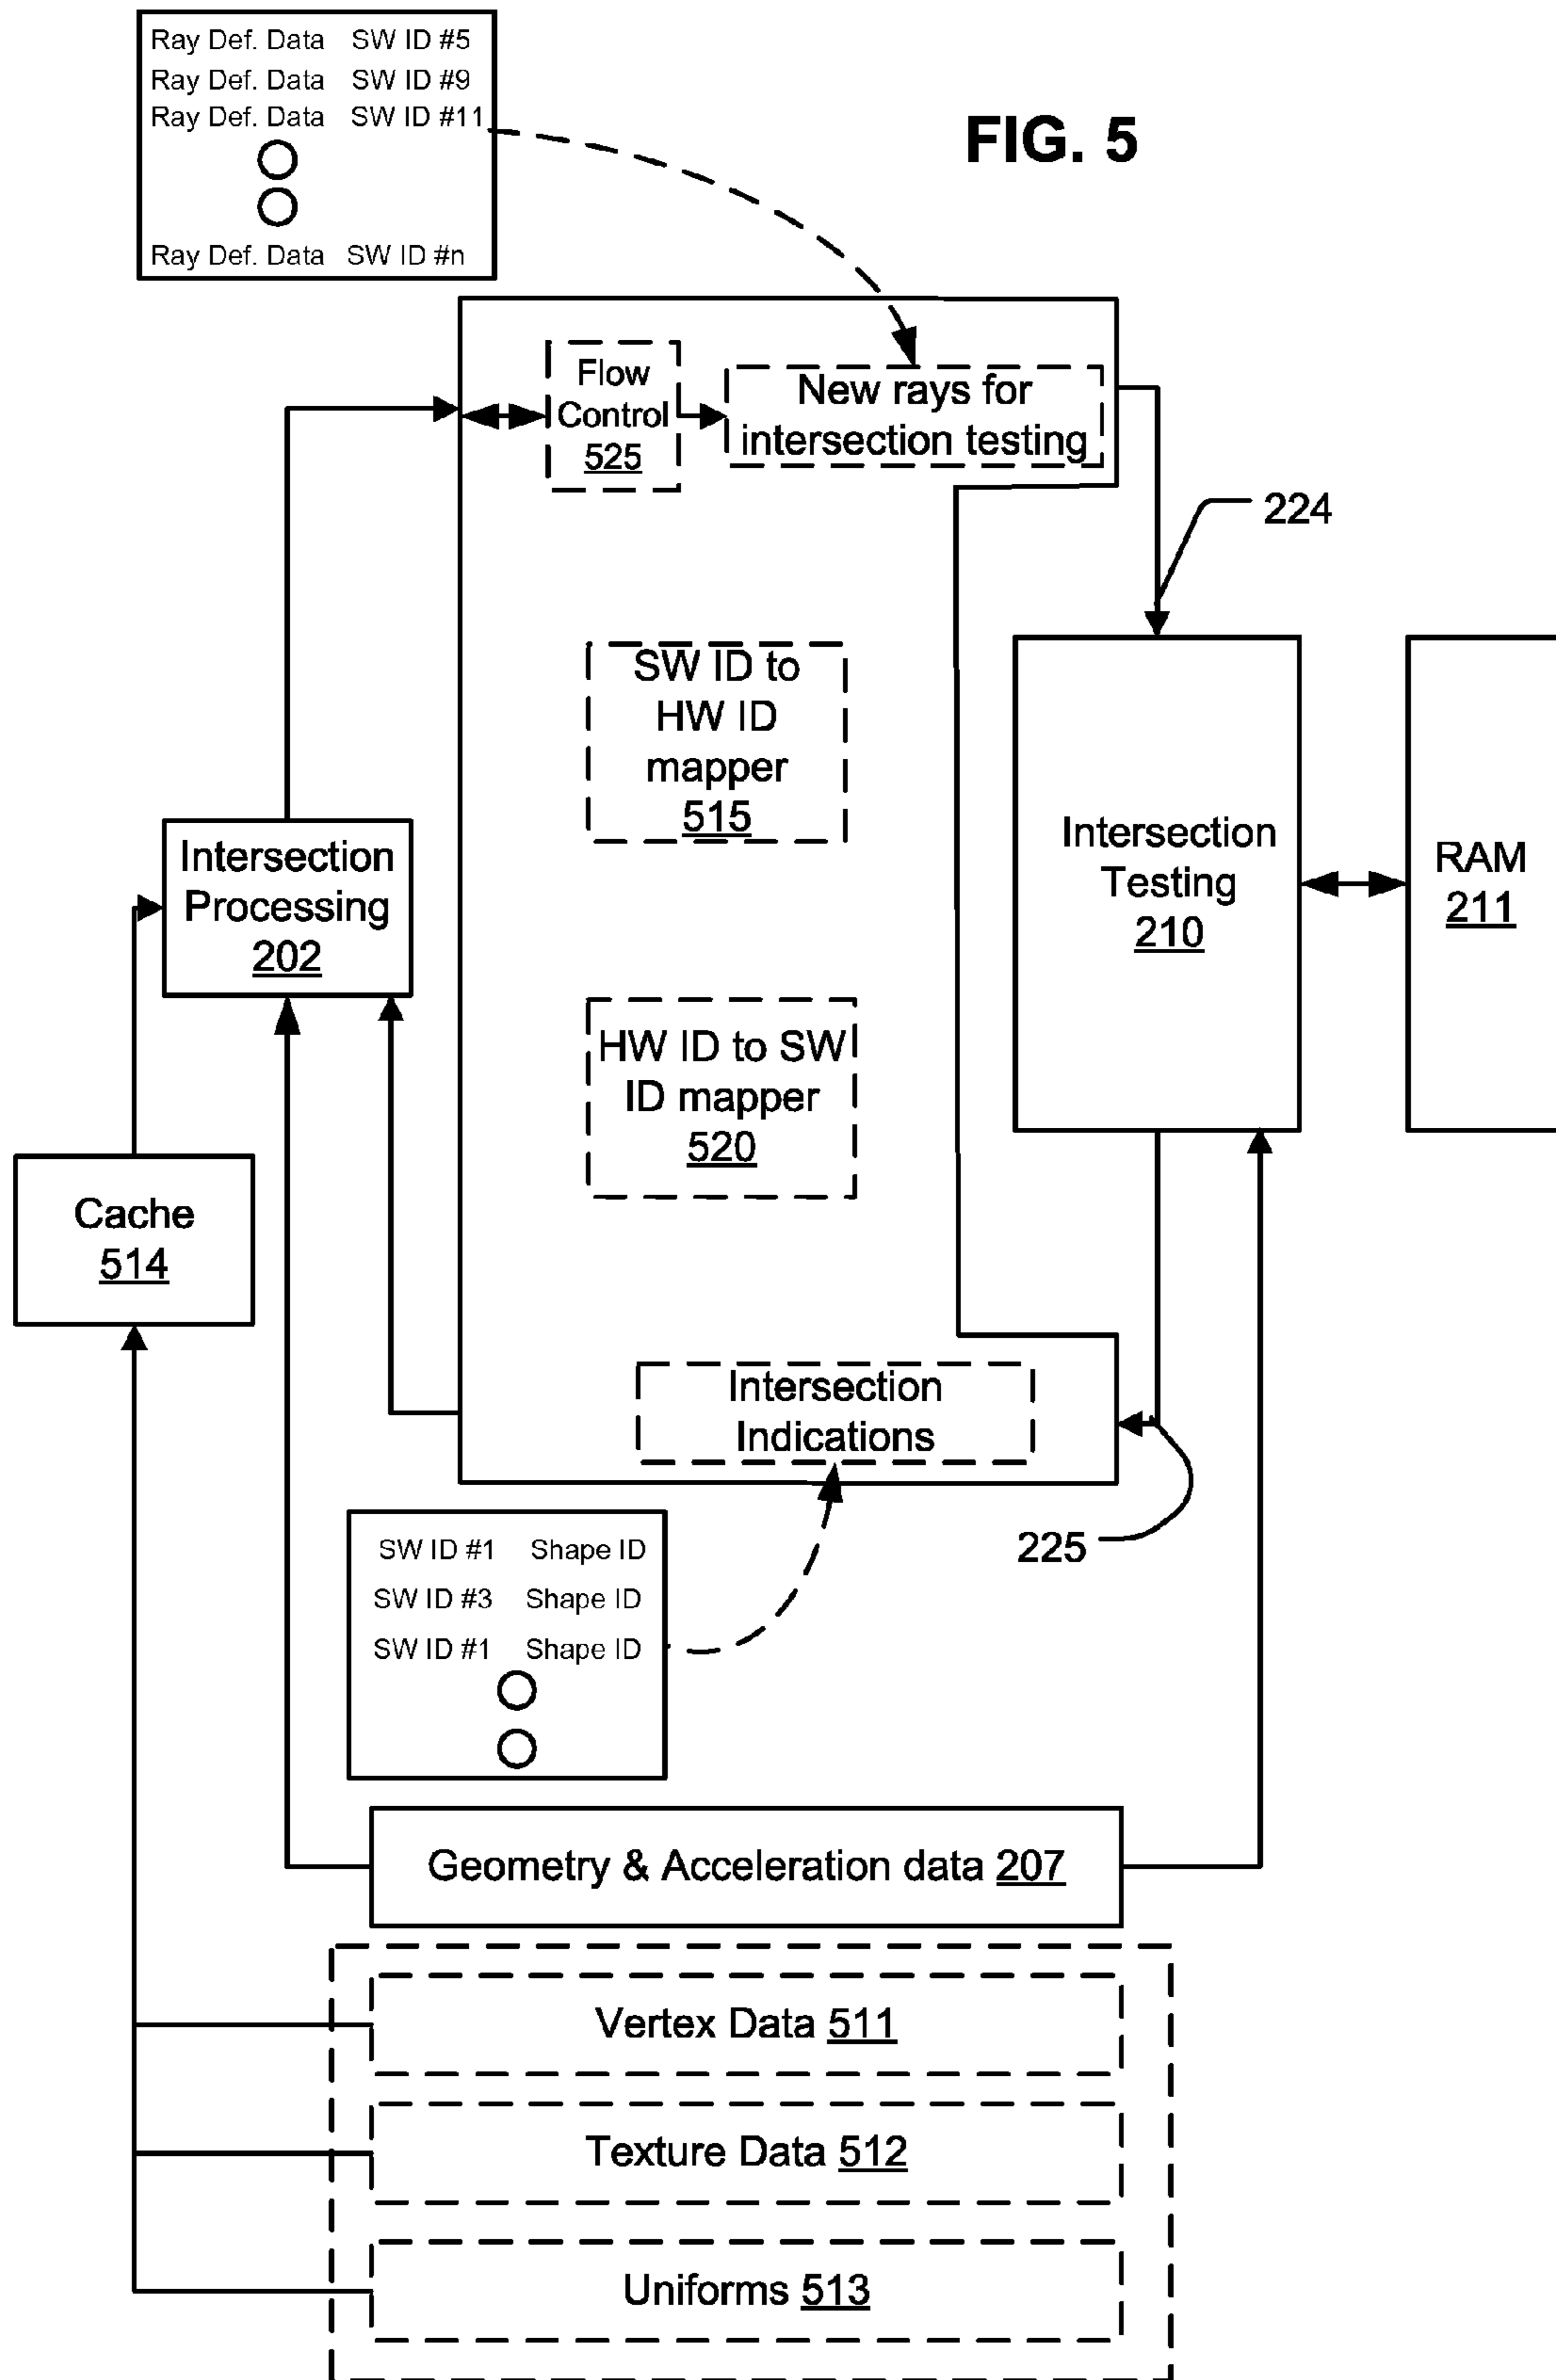 Ray Def. Data SW ID #5
Ray Def. Data SW ID #9
Ray Def. Data SW ID #11
Ray Def. Data SW ID #n
FIG. 5
Flow
Control
525
New rays for
intersection testing
224
SW ID to
HW ID
mapper
515
Intersection
Testing
210
RAM
211
Intersection
Processing
202
HW ID to SW
ID mapper
520
Cache
514
Intersection
Indications
225
SW ID #1 Shape ID
SW ID #3 Shape ID
SW ID #1 Shape ID
Geometry & Acceleration data 207
Vertex Data 511
Texture Data 512
Uniforms 513